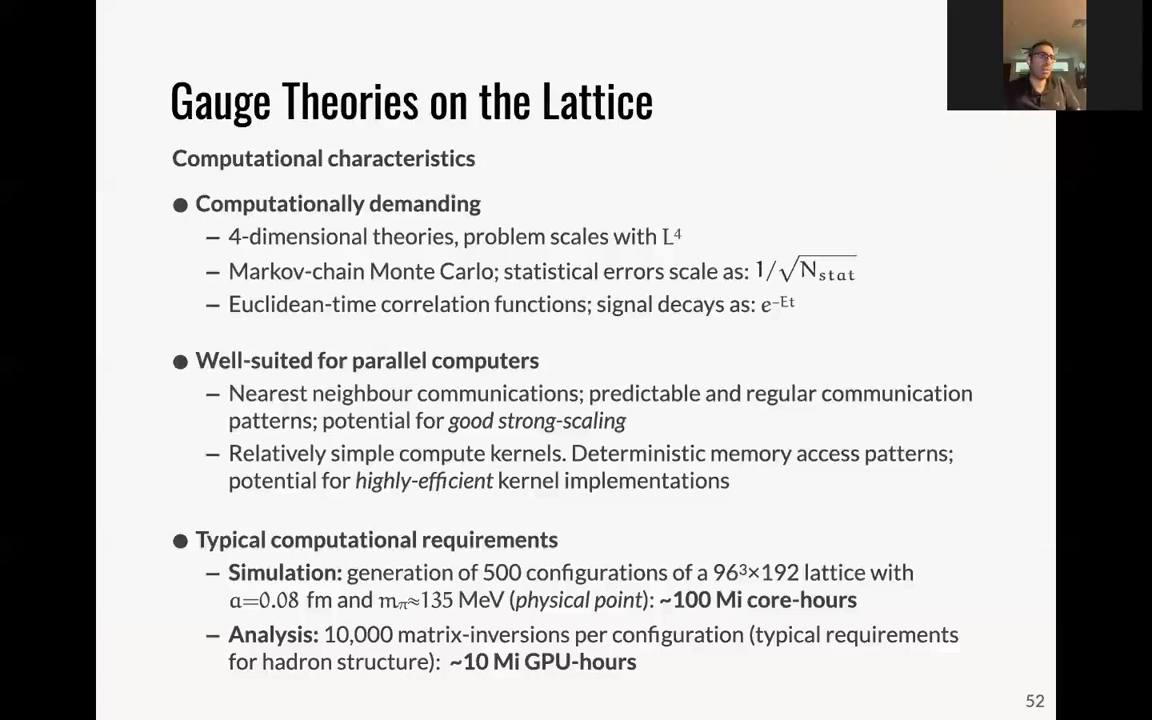 Gauge Theories on the Lattice
Computational characteristics
● Computationally demanding
– 4-dimensional theories, problem scales with L⁴
– Markov-chain Monte Carlo; statistical errors scale as: 1/√N_stat
– Euclidean-time correlation functions; signal decays as: e^−Et
● Well-suited for parallel computers
– Nearest neighbour communications; predictable and regular communication
patterns; potential for good strong-scaling
– Relatively simple compute kernels. Deterministic memory access patterns;
potential for highly-efficient kernel implementations
● Typical computational requirements
– Simulation: generation of 500 configurations of a 96³×192 lattice with
a=0.08 fm and mπ≈135 MeV (physical point): ~100 Mi core-hours
– Analysis: 10,000 matrix-inversions per configuration (typical requirements
for hadron structure): ~10 Mi GPU-hours
52